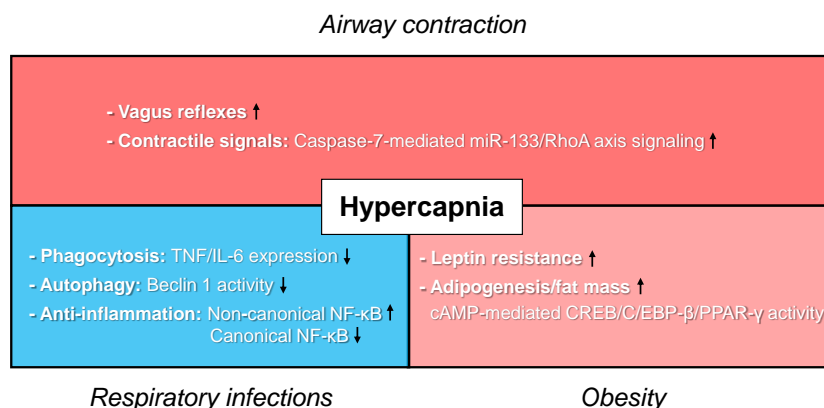 Airway contraction
- Vagus reflexes ↑
- Contractile signals: Caspase-7-mediated miR-133/RhoA axis signaling ↑
Hypercapnia
- Phagocytosis: TNF/IL-6 expression ↓
- Autophagy: Beclin 1 activity ↓
- Anti-inflammation: Non-canonical NF-κB ↑
Canonical NF-κB ↓
- Leptin resistance ↑
- Adipogenesis/fat mass ↑
cAMP-mediated CREB/C/EBP-β/PPAR-γ activity
Respiratory infections
Obesity